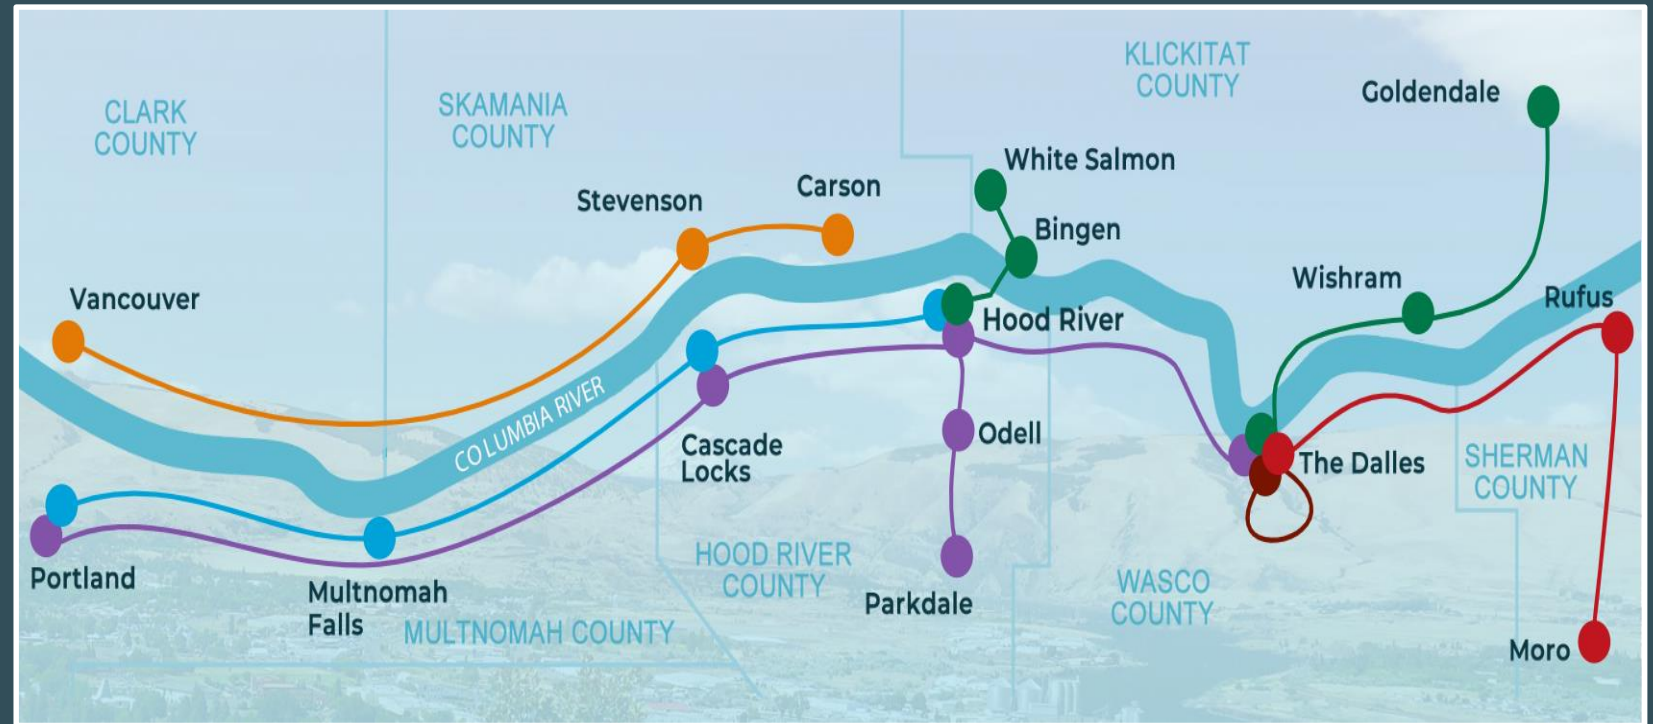 CLARK
COUNTY
SKAMANIA
COUNTY
KLICKITAT
COUNTY
Goldendale
White Salmon
Stevenson
Carson
Bingen
Vancouver
Wishram
Rufus
Hood River
COLUMBIA RIVER
Cascade
Locks
Odell
The Dalles
SHERMAN
COUNTY
Portland
Multnomah
Falls
HOOD RIVER
COUNTY
Parkdale
WASCO
COUNTY
MULTNOMAH COUNTY
Moro